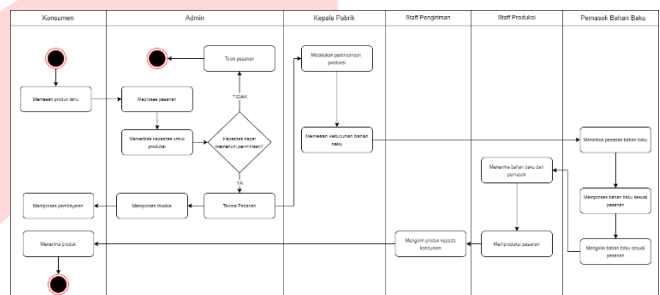 Konsumen
Admin
Kepala Pabrik
Staff Pengiriman
Staff Produksi
Pemasok Bahan Baku
Tolak pesanan
Melakukan perencanaan
produksi
TIDAK
Memesan produk tahu
Memproses pesanan
Memeriksa kapasitas untuk
produksi
Kapasitas dapat
memenuhi permintaan?
Memesan kebutuhan bahan
baku
Menerima pesanan bahan baku
Menerima bahan baku dari
pemasok
YA
Memproses pembayaran
Memproses Invoice
Terima Pesanan
Memproses bahan baku sesuai
pesanan
Menerima produk
Mengirim produk kepada
konsumen
Memproduksi pesanan
Mengirim bahan baku sesuai
pesanan